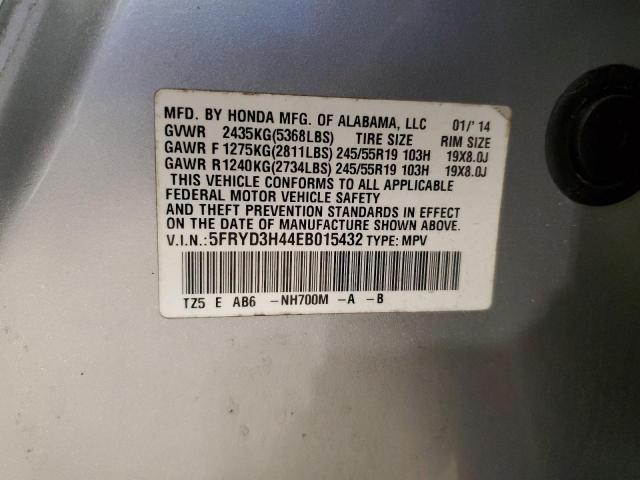 MFD. BY HONDA MFG. OF ALABAMA, LLC 01/'14
GVWR 2435KG(5368LBS) TIRE SIZE RIM SIZE
GAWR F 1275KG(2811LBS) 245/55R19 103H 19X8.0J
GAWR R 1240KG(2734LBS) 245/55R19 103H 19X8.0J
THIS VEHICLE CONFORMS TO ALL APPLICABLE
FEDERAL MOTOR VEHICLE SAFETY
AND THEFT PREVENTION STANDARDS IN EFFECT
ON THE DATE OF MANUFACTURE SHOWN ABOVE.
V.I.N.:5FRYD3H44EB015432 TYPE: MPV
TZ5 E AB6 -NH700M -A -B